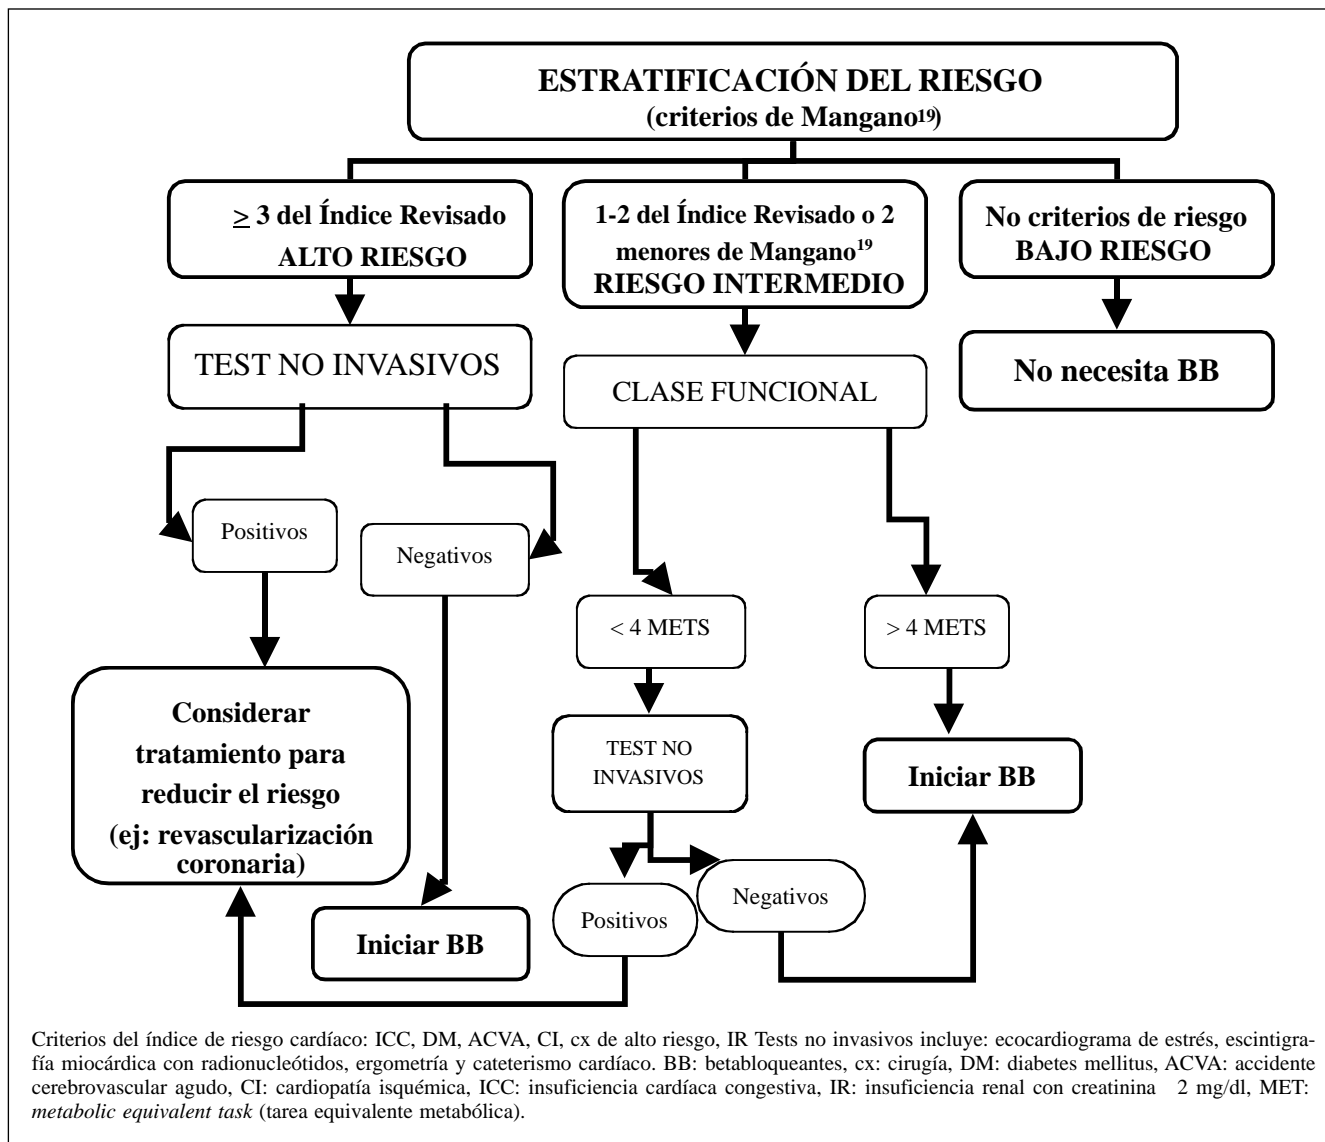 ESTRATIFICACIÓN DEL RIESGO
(criterios de Mangano19)
≥ 3 del Índice Revisado
ALTO RIESGO
1-2 del Índice Revisado o 2
menores de Mangano19
RIESGO INTERMEDIO
No criterios de riesgo
BAJO RIESGO
TEST NO INVASIVOS
CLASE FUNCIONAL
No necesita BB
Positivos
Negativos
< 4 METS
> 4 METS
Considerar
tratamiento para
reducir el riesgo
(ej: revascularización
coronaria)
TEST NO
INVASIVOS
Iniciar BB
Iniciar BB
Positivos
Negativos
Criterios del índice de riesgo cardíaco: ICC, DM, ACVA, CI, cx de alto riesgo, IR Tests no invasivos incluye: ecocardiograma de estrés, escintigra-
fía miocárdica con radionucleótidos, ergometría y cateterismo cardíaco. BB: betabloqueantes, cx: cirugía, DM: diabetes mellitus, ACVA: accidente
cerebrovascular agudo, CI: cardiopatía isquémica, ICC: insuficiencia cardíaca congestiva, IR: insuficiencia renal con creatinina 2 mg/dl, MET:
metabolic equivalent task (tarea equivalente metabólica).